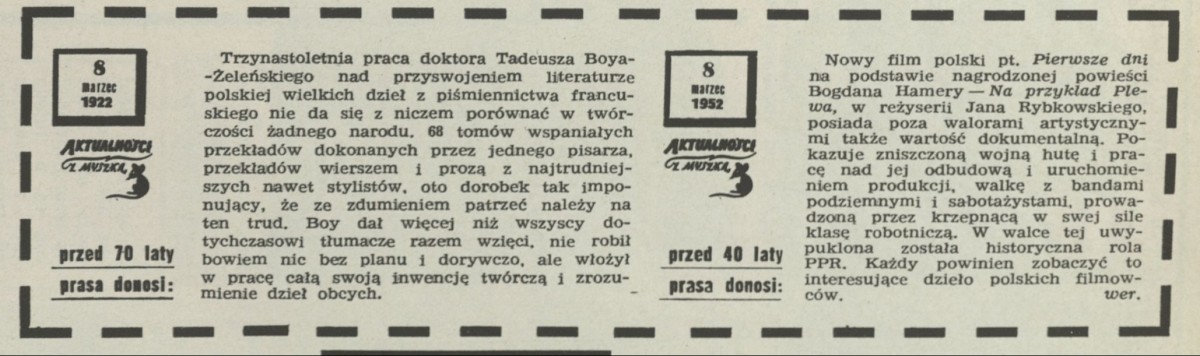 8
marzec
1922
AKTUALNOŚCI
Z MUSZKĄ
przed 70 laty
prasa donosi:
Trzynastoletnia praca doktora Tadeusza Boya-
-Żeleńskiego nad przyswojeniem literaturze
polskiej wielkich dzieł z piśmiennictwa francu-
skiego nie da się z niczem porównać w twór-
czości żadnego narodu. 68 tomów wspaniałych
przekładów dokonanych przez jednego pisarza,
przekładów wierszem i prozą z najtrudniej-
szych nawet stylistów, oto dorobek tak impo-
nujący, że ze zdumieniem patrzeć należy na
ten trud. Boy dał więcej niż wszyscy do-
tychczasowi tłumacze razem wzięci, nie robił
bowiem nic bez planu i dorywczo, ale włożył
w pracę całą swoją inwencję twórczą i zrozu-
mienie dzieł obcych.
8
marzec
1952
AKTUALNOŚCI
Z MUSZKĄ
przed 40 laty
prasa donosi:
Nowy film polski pt. Pierwsze dni
na podstawie nagrodzonej powieści
Bogdana Hamery — Na przykład Ple-
wa, w reżyserii Jana Rybkowskiego,
posiada poza walorami artystyczny-
mi także wartość dokumentalną. Po-
kazuje zniszczoną wojną hutę i pra-
cę nad jej odbudową i uruchomie-
niem produkcji, walkę z bandami
podziemnymi i sabotażystami, prowa-
dzoną przez krzepnącą w swej sile
klasę robotniczą. W walce tej uwy-
puklona została historyczna rola
PPR. Każdy powinien zobaczyć to
interesujące dzieło polskich filmow-
ców. wer.